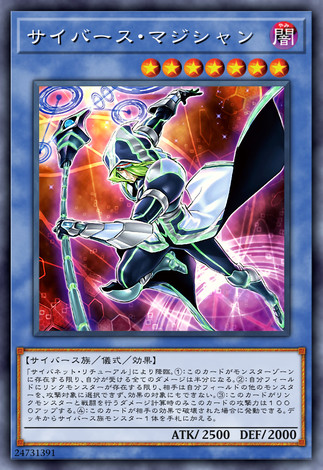 サイバース・マジシャン
やみ
闇
【サイバース族／儀式／効果】
「サイバネット・リチューアル」により降臨。①：このカードがモンスターゾーン
に存在する限り、自分が受ける全てのダメージは半分になる。②：自分フィール
ドにリンクモンスターが存在する限り、相手は自分フィールドの他のモンスタ
ーを、攻撃対象に選択できず、効果の対象にもできない。③：このカードがリン
クモンスターと戦闘を行うダメージ計算時のみこのカードの攻撃力は１００
０アップする。④：このカードが相手の効果で破壊された場合に発動できる。デ
ッキからサイバース族モンスター１体を手札に加える。
ATK/2500 DEF/2000
24731391